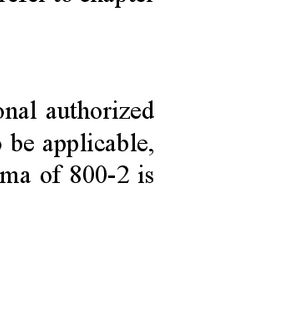 refer to chapter
onal authorized
be applicable,
ma of 800-2 is